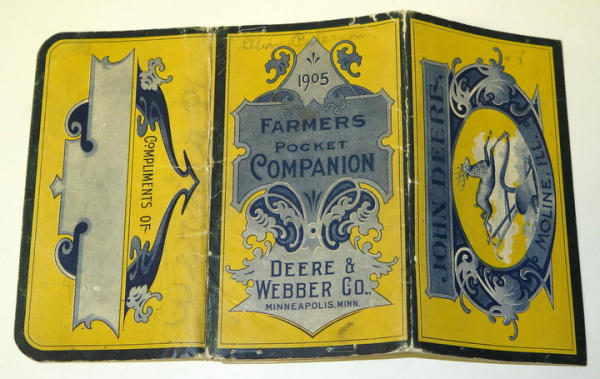 COMPLIMENTS OF
1905
FARMERS
POCKET
COMPANION
DEERE &
WEBBER CO.,
MINNEAPOLIS, MINN.
JOHN DEERE,
MOLINE, ILL.